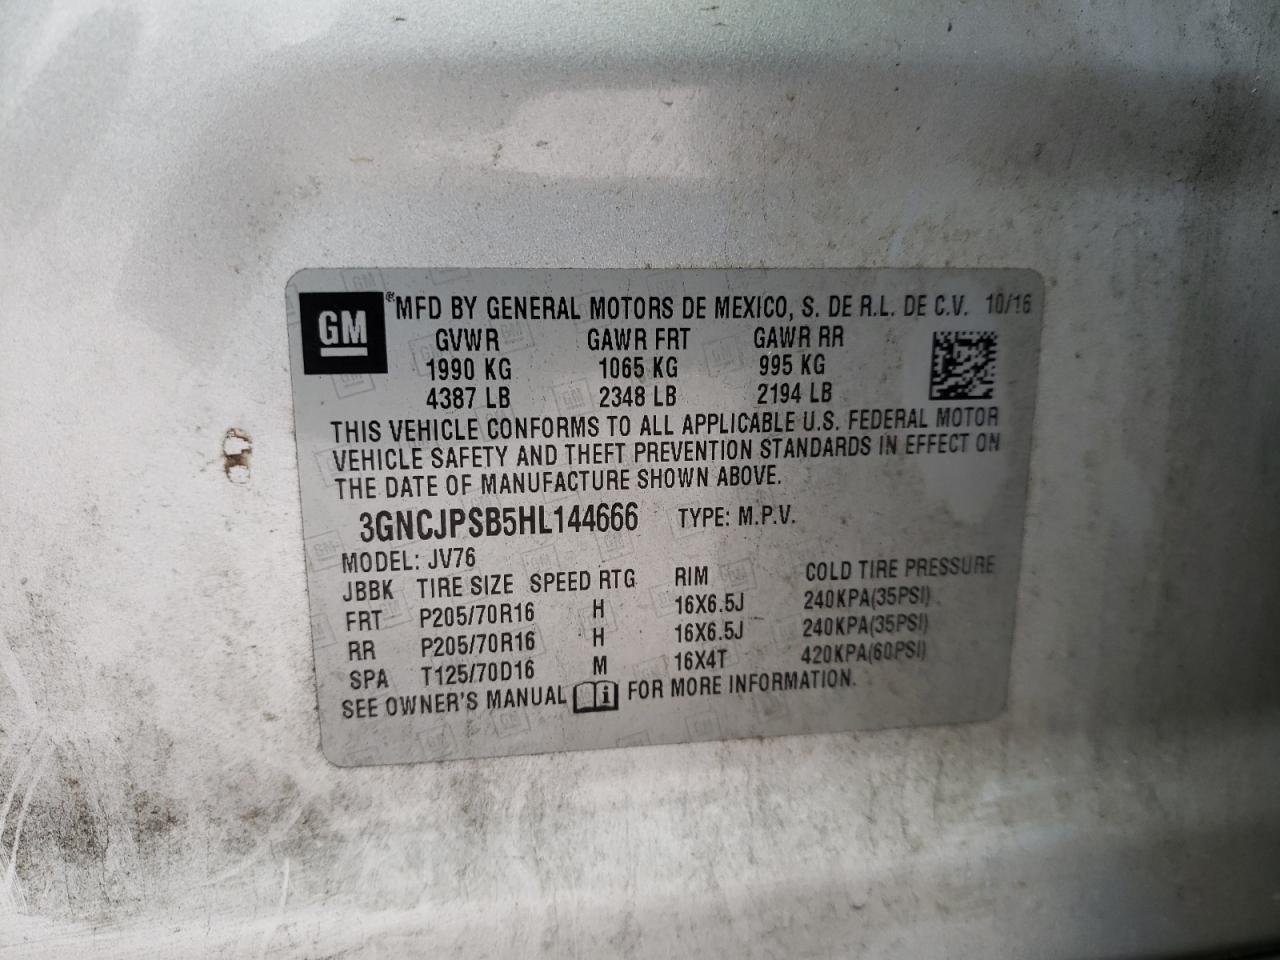 GM
®MFD BY GENERAL MOTORS DE MEXICO, S. DE R.L. DE C.V. 10/16
GVWR GAWR FRT GAWR RR
1990 KG 1065 KG 995 KG
4387 LB 2348 LB 2194 LB
THIS VEHICLE CONFORMS TO ALL APPLICABLE U.S. FEDERAL MOTOR
VEHICLE SAFETY AND THEFT PREVENTION STANDARDS IN EFFECT ON
THE DATE OF MANUFACTURE SHOWN ABOVE.
3GNCJPSB5HL144666 TYPE: M.P.V.
MODEL: JV76
JBBK TIRE SIZE SPEED RTG RIM COLD TIRE PRESSURE
FRT P205/70R16 H 16X6.5J 240KPA(35PSI)
RR P205/70R16 H 16X6.5J 240KPA(35PSI)
SPA T125/70D16 M 16X4T 420KPA(60PSI)
SEE OWNER'S MANUAL i FOR MORE INFORMATION.